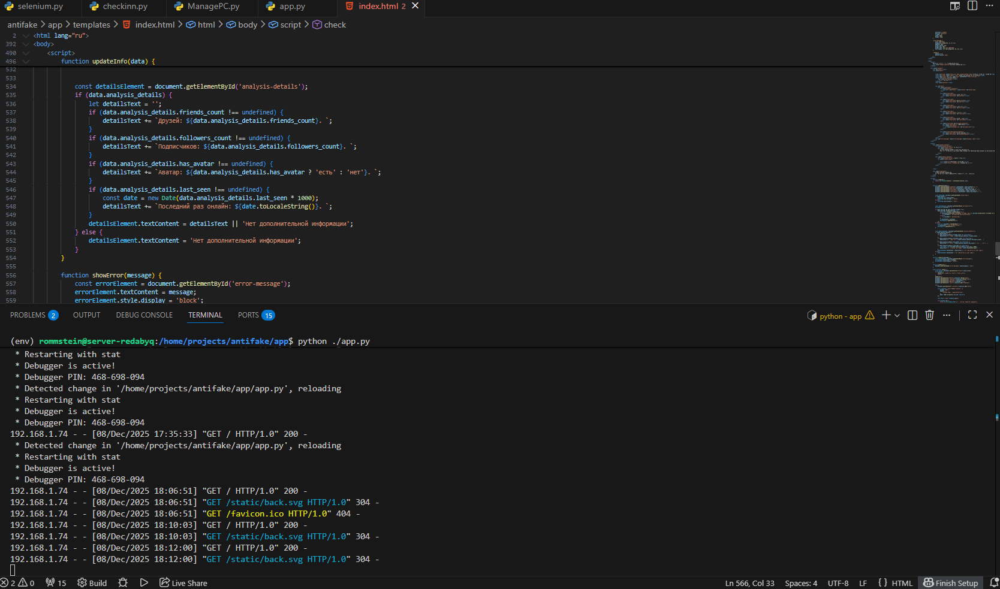 selenium.py checkinn.py ManagePC.py app.py index.html 2
antifake > app > templates > index.html > html > body > script > check
2 <html lang="ru">
392 <body>
490 <script>
496 function updateInfo(data) {
532
533
534 const detailsElement = document.getElementById('analysis-details');
535 if (data.analysis_details) {
536 let detailsText = '';
537 if (data.analysis_details.friends_count !== undefined) {
538 detailsText += `Друзей: ${data.analysis_details.friends_count}. `;
539 }
540 if (data.analysis_details.followers_count !== undefined) {
541 detailsText += `Подписчиков: ${data.analysis_details.followers_count}. `;
542 }
543 if (data.analysis_details.has_avatar !== undefined) {
544 detailsText += `Аватар: ${data.analysis_details.has_avatar ? 'есть' : 'нет'}. `;
545 }
546 if (data.analysis_details.last_seen !== undefined) {
547 const date = new Date(data.analysis_details.last_seen * 1000);
548 detailsText += `Последний раз онлайн: ${date.toLocaleString()}. `;
549 }
550 detailsElement.textContent = detailsText || 'Нет дополнительной информации';
551 } else {
552 detailsElement.textContent = 'Нет дополнительной информации';
553 }
554 }
555
556 function showError(message) {
557 const errorElement = document.getElementById('error-message');
558 errorElement.textContent = message;
559 errorElement.style.display = 'block';
PROBLEMS 2 OUTPUT DEBUG CONSOLE TERMINAL PORTS 15 python - app
(env) rommstein@server-redabyq:/home/projects/antifake/app$ python ./app.py
* Restarting with stat
* Debugger is active!
* Debugger PIN: 468-698-094
* Detected change in '/home/projects/antifake/app/app.py', reloading
* Restarting with stat
* Debugger is active!
* Debugger PIN: 468-698-094
192.168.1.74 - - [08/Dec/2025 17:35:33] "GET / HTTP/1.0" 200 -
* Detected change in '/home/projects/antifake/app/app.py', reloading
* Restarting with stat
* Debugger is active!
* Debugger PIN: 468-698-094
192.168.1.74 - - [08/Dec/2025 18:06:51] "GET / HTTP/1.0" 200 -
192.168.1.74 - - [08/Dec/2025 18:06:51] "GET /static/back.svg HTTP/1.0" 304 -
192.168.1.74 - - [08/Dec/2025 18:06:51] "GET /favicon.ico HTTP/1.0" 404 -
192.168.1.74 - - [08/Dec/2025 18:10:03] "GET / HTTP/1.0" 200 -
192.168.1.74 - - [08/Dec/2025 18:10:03] "GET /static/back.svg HTTP/1.0" 304 -
192.168.1.74 - - [08/Dec/2025 18:12:00] "GET / HTTP/1.0" 200 -
192.168.1.74 - - [08/Dec/2025 18:12:00] "GET /static/back.svg HTTP/1.0" 304 -
2 0 15 Build Live Share Ln 566, Col 33 Spaces: 4 UTF-8 LF {} HTML Finish Setup